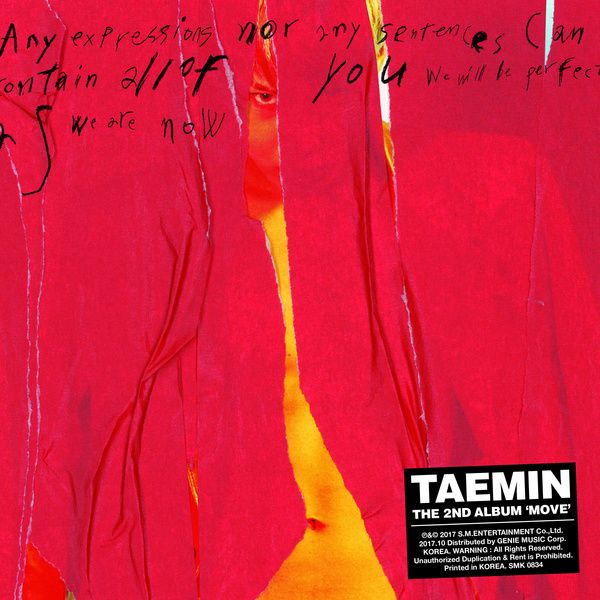 Any expressions nor any sentences Can
contain all of you We will be perfect
as we are now
TAEMIN
THE 2ND ALBUM ‘MOVE’
℗&© 2017 S.M.ENTERTAINMENT Co.,Ltd.
2017.10 Distributed by GENIE MUSIC Corp.
KOREA. WARNING : All Rights Reserved.
Unauthorized Duplication & Rent is Prohibited.
Printed in KOREA. SMK 0834